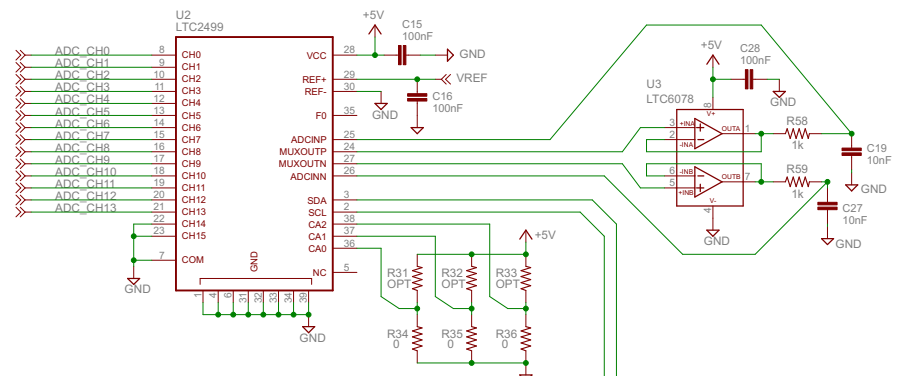 U2
LTC2499
ADC_CH0 8 CH0
ADC_CH1 9 CH1
ADC_CH2 10 CH2
ADC_CH3 11 CH3
ADC_CH4 12 CH4
ADC_CH5 13 CH5
ADC_CH6 14 CH6
ADC_CH7 15 CH7
ADC_CH8 16 CH8
ADC_CH9 17 CH9
ADC_CH10 18 CH10
ADC_CH11 19 CH11
ADC_CH12 20 CH12
ADC_CH13 21 CH13
22 CH14
23 CH15
7 COM
GND
GND
1 4 6 31 32 33 34 39
GND
VCC 28
REF+ 29
REF- 30
F0 35
ADCINP 25
MUXOUTP 24
MUXOUTN 27
ADCINN 26
SDA 3
SCL 2
CA2 38
CA1 37
CA0 36
NC 5
+5V
C15
100nF
GND
VREF
C16
100nF
GND
+5V
R31
OPT
R32
OPT
R33
OPT
R34
0
R35
0
R36
0
+5V
C28
100nF
GND
U3
LTC6078
8
V+
3 +INA
2 -INA
OUTA 1
6 -INB
5 +INB
OUTB 7
V-
4
GND
R58
1k
R59
1k
C19
10nF
GND
C27
10nF
GND